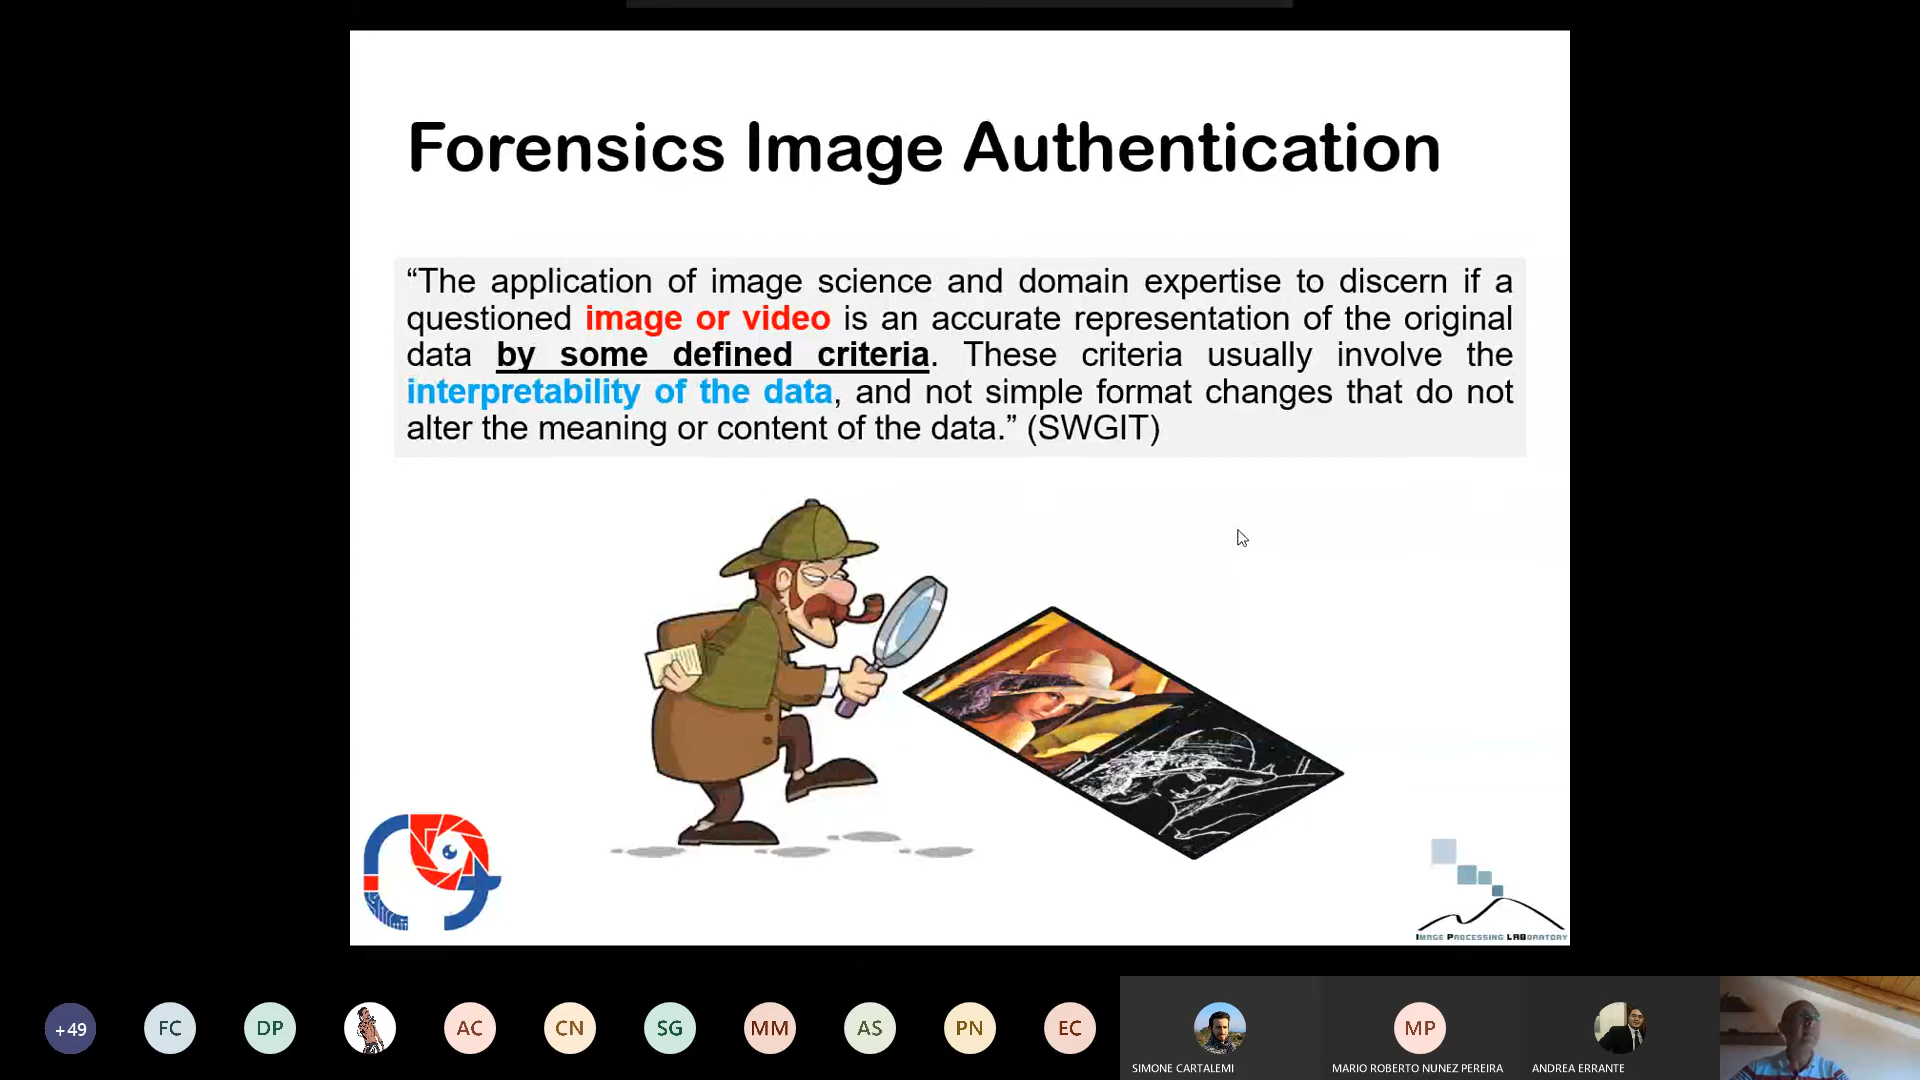 Forensics Image Authentication
“The application of image science and domain expertise to discern if a
questioned image or video is an accurate representation of the original
data by some defined criteria. These criteria usually involve the
interpretability of the data, and not simple format changes that do not
alter the meaning or content of the data.” (SWGIT)
IMAGE PROCESSING LABORATORY
+49
FC
DP
AC
CN
SG
MM
AS
PN
EC
MP
SIMONE CARTALEMI
MARIO ROBERTO NUNEZ PEREIRA
ANDREA ERRANTE